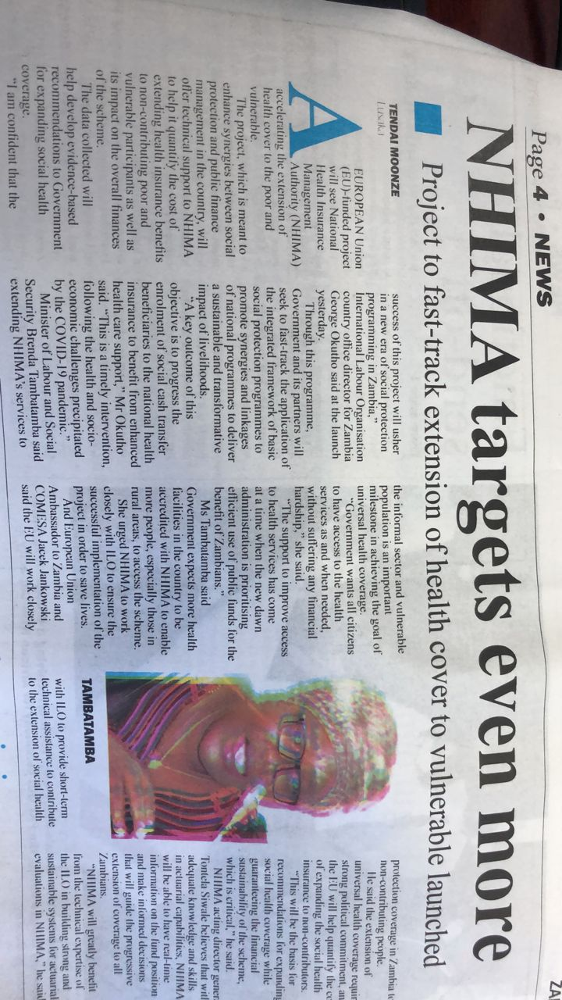 Page 4 • NEWS
ZA
NHIMA targets even more
Project to fast-track extension of health cover to vulnerable launched
TENDAI MOONZE
Lusaka
A EUROPEAN Union
(EU)-funded project
will see National
Health Insurance
Management
Authority (NHIMA)
accelerating the extension of
health cover to the poor and
vulnerable.
The project, which is meant to
enhance synergies between social
protection and public finance
management in the country, will
offer technical support to NHIMA
to help it quantify the cost of
extending health insurance benefits
to non-contributing poor and
vulnerable participants as well as
its impact on the overall finances
of the scheme.
The data collected will
help develop evidence-based
recommendations to Government
for expanding social health
coverage.
“I am confident that the
success of this project will usher
in a new era of social protection
programming in Zambia,”
International Labour Organisation
country office director for Zambia
George Okutho said at the launch
yesterday.
Through this programme,
Government and its partners will
seek to fast-track the application of
the integrated framework of basic
social protection programmes to
promote synergies and linkages
of national programmes to deliver
a sustainable and transformative
impact of livelihoods.
“A key outcome of this
objective is to progress the
enrolment of social cash transfer
beneficiaries to the national health
insurance to benefit from enhanced
health care support,” Mr Okutho
said. “This is a timely intervention,
following the health and socio-
economic challenges precipitated
by the COVID-19 pandemic.”
Minister of Labour and Social
Security Brenda Tambatamba said
extending NHIMA’s services to
the informal sector and vulnerable
population is an important
milestone in achieving the goal of
universal health coverage.
“Government wants all citizens
to have access to the health
services, as and when needed,
without suffering any financial
hardship,” she said.
“The support to improve access
to health services has come
at a time when the new dawn
administration is prioritising
efficient use of public funds for the
benefit of Zambians.”
Ms Tambatamba said
Government expects more health
facilities in the country to be
accredited with NHIMA to enable
more people, especially those in
rural areas, to access the scheme.
She urged NHIMA to work
closely with ILO to ensure the
successful implementation of the
project in order to save lives.
And European Union
Ambassador to Zambia and
COMESA Jacek Jankowski
said the EU will work closely
TAMBATAMBA
with ILO to provide short-term
technical assistance to contribute
to the extension of social health
protection coverage in Zambia to
non-contributing people.
He said the extension of
universal health coverage requir
strong political commitment, an
the EU will help quantify the co
of expanding the social health
insurance to non-contributors.
“This will be the basis for
recommendations for expanding
social health coverage while
guaranteeing the financial
sustainability of the scheme,
which is critical,” he said.
NHIMA acting director gener
Tontela Siwale believes that wit
adequate knowledge and skills
in actuarial capabilities, NHIMA
will be able to have real-time
information on the fund position
and make informed decisions
that will guide the progressive
extension of coverage to all
Zambians.
“NHIMA will greatly benefit
from the technical expertise of
the ILO in building strong and
sustainable systems for actuarial
evaluations in NHIMA,” he said